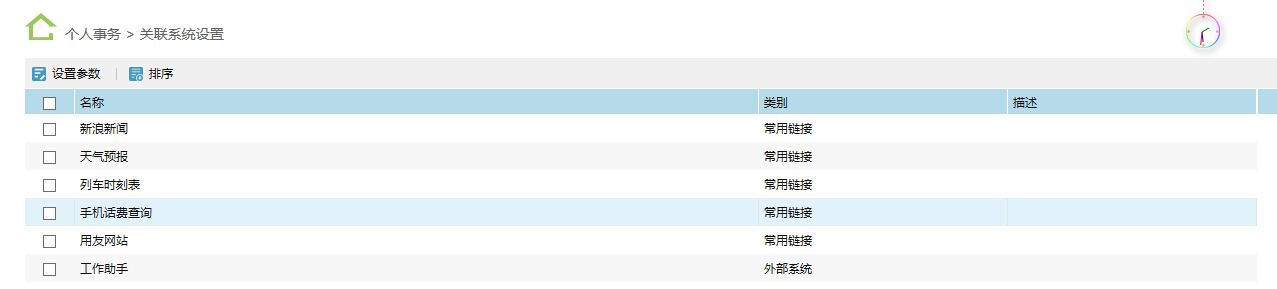 个人事务 > 关联系统设置
设置参数 | 排序
名称 类别 描述
新浪新闻 常用链接
天气预报 常用链接
列车时刻表 常用链接
手机话费查询 常用链接
用友网站 常用链接
工作助手 外部系统